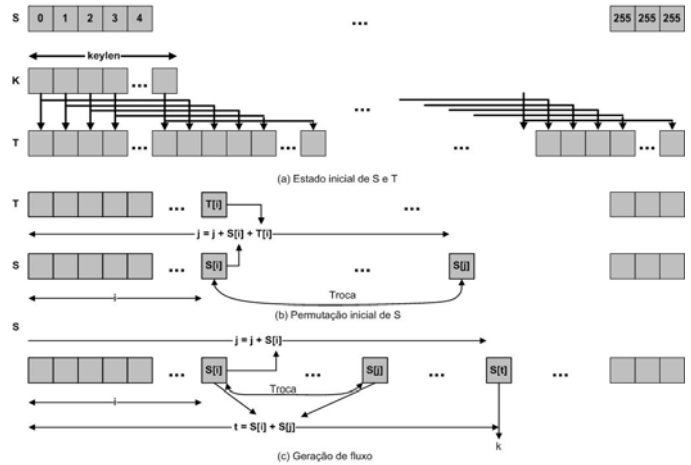 S 0 1 2 3 4 ... 255 255 255
keylen
K ...
...
T ... ... ... ...
(a) Estado inicial de S e T
T ... T[i] ...
j = j + S[i] + T[i]
S ... S[i] ... S[j]
i
Troca
(b) Permutação inicial de S
S
j = j + S[i]
... S[i] ... S[j] ... S[t] ...
i
Troca
t = S[i] + S[j]
k
(c) Geração de fluxo